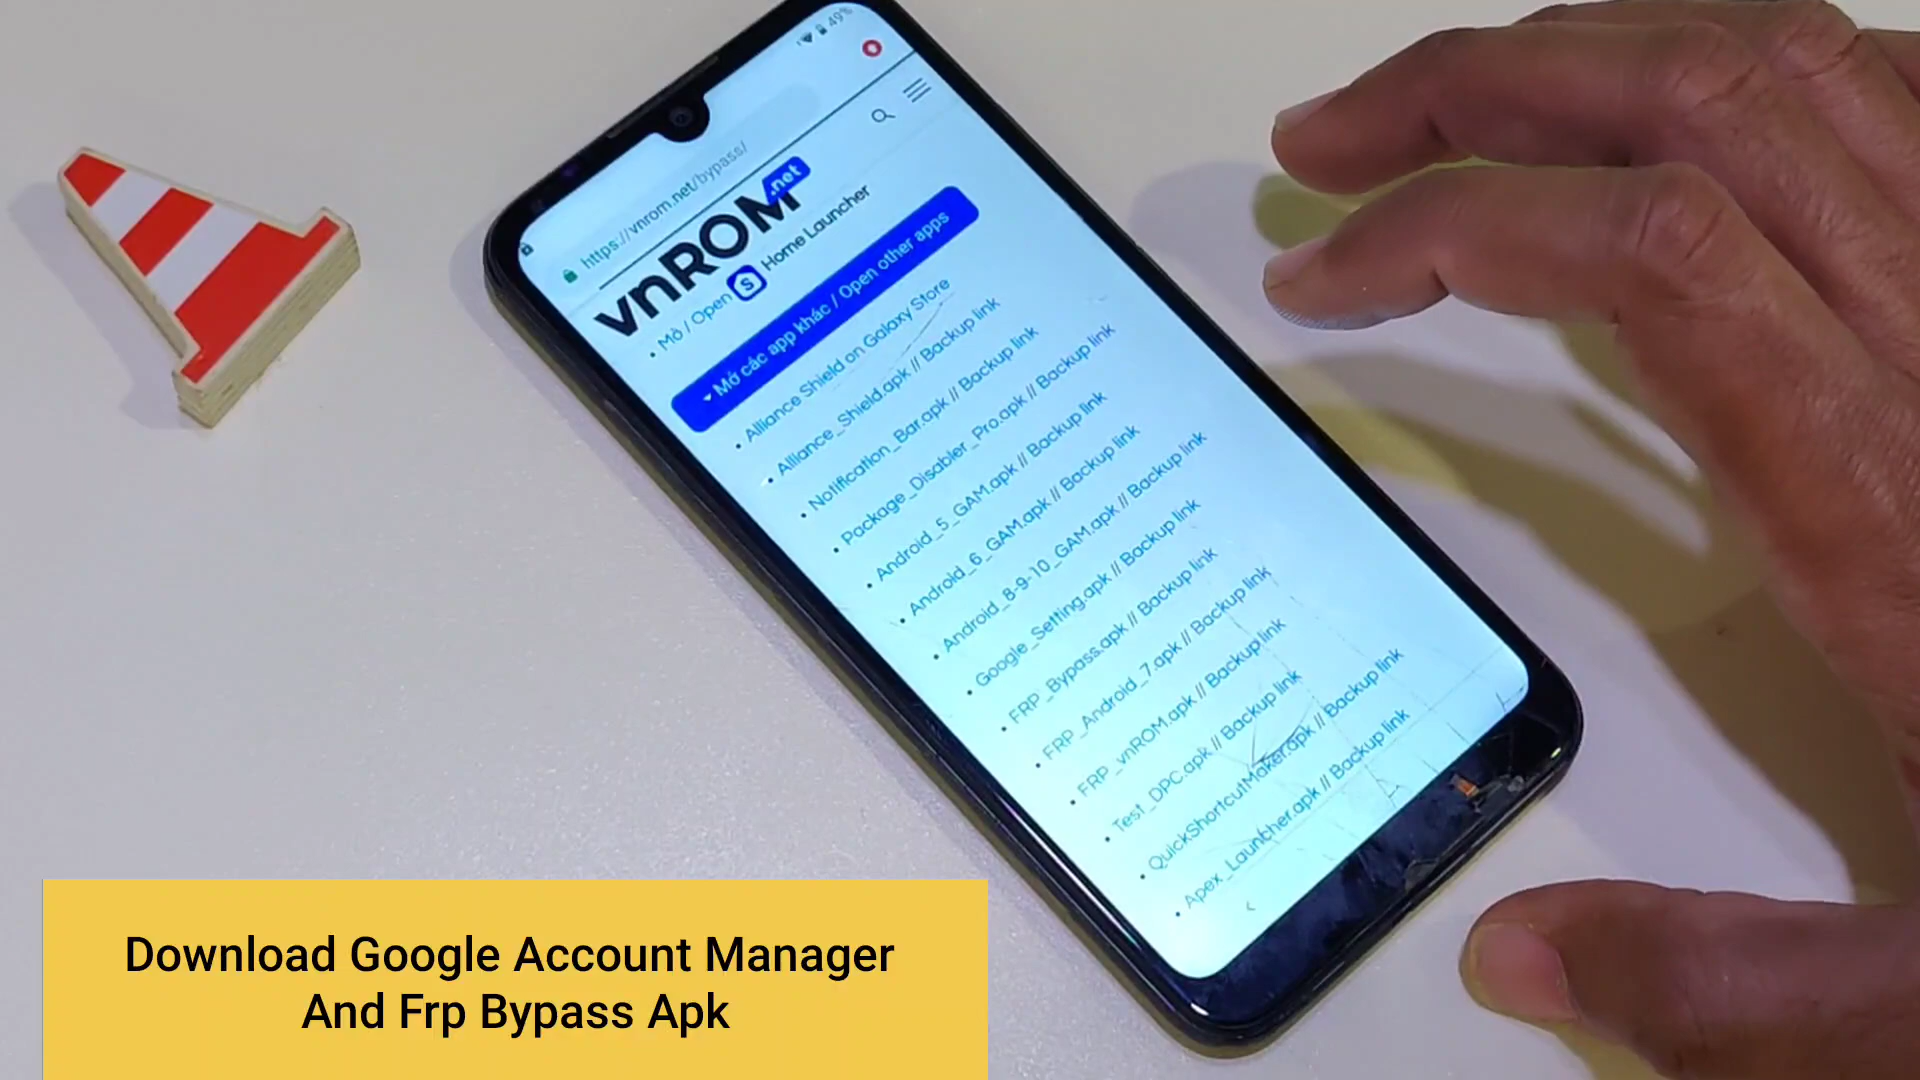 49%
https://vnrom.net/bypass/
vnROM.net
Mở / Open S Home Launcher
Mở các app khác / Open other apps
Alliance Shield on Galaxy Store
Alliance_Shield.apk // Backup link
Notification_Bar.apk // Backup link
Package_Disabler_Pro.apk // Backup link
Android_5_GAM.apk // Backup link
Android_6_GAM.apk // Backup link
Android_8-9-10_GAM.apk // Backup link
Google_Setting.apk // Backup link
FRP_Bypass.apk // Backup link
FRP_Android_7.apk // Backup link
FRP_vnROM.apk // Backup link
Test_DPC.apk // Backup link
QuickShortcutMaker.apk // Backup link
Apex_Launcher.apk // Backup link
Download Google Account Manager
And Frp Bypass Apk